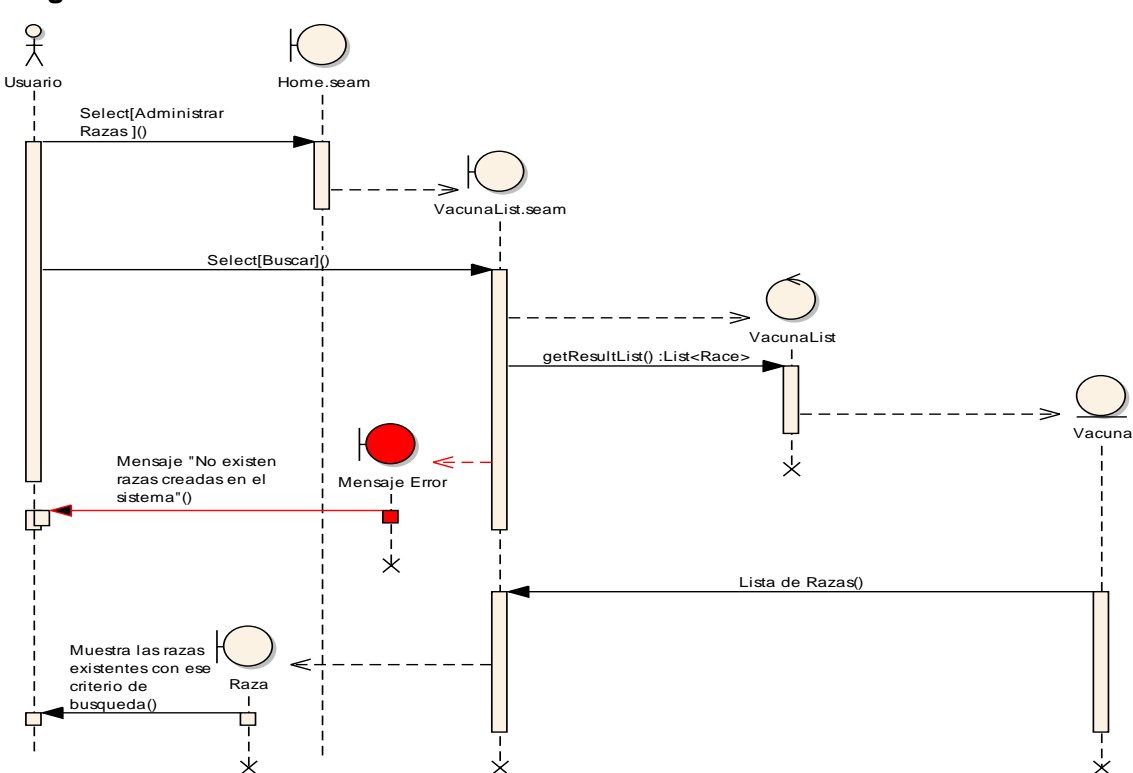 Usuario
Home.seam
Select[Administrar
Razas ]()
VacunaList.seam
Select[Buscar]()
VacunaList
getResultList() :List<Race>
Vacuna
Mensaje "No existen
razas creadas en el
sistema"()
Mensaje Error
Lista de Razas()
Muestra las razas
existentes con ese
criterio de
busqueda()
Raza